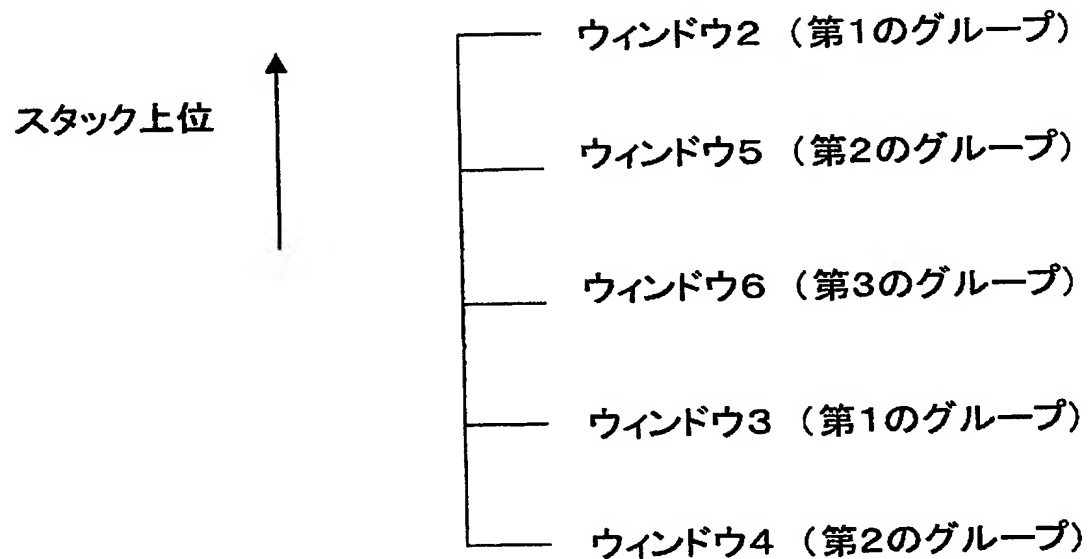 ウィンドウ2 （第1のグループ）
スタック上位
ウィンドウ5 （第2のグループ）
ウィンドウ6 （第3のグループ）
ウィンドウ3 （第1のグループ）
ウィンドウ4 （第2のグループ）